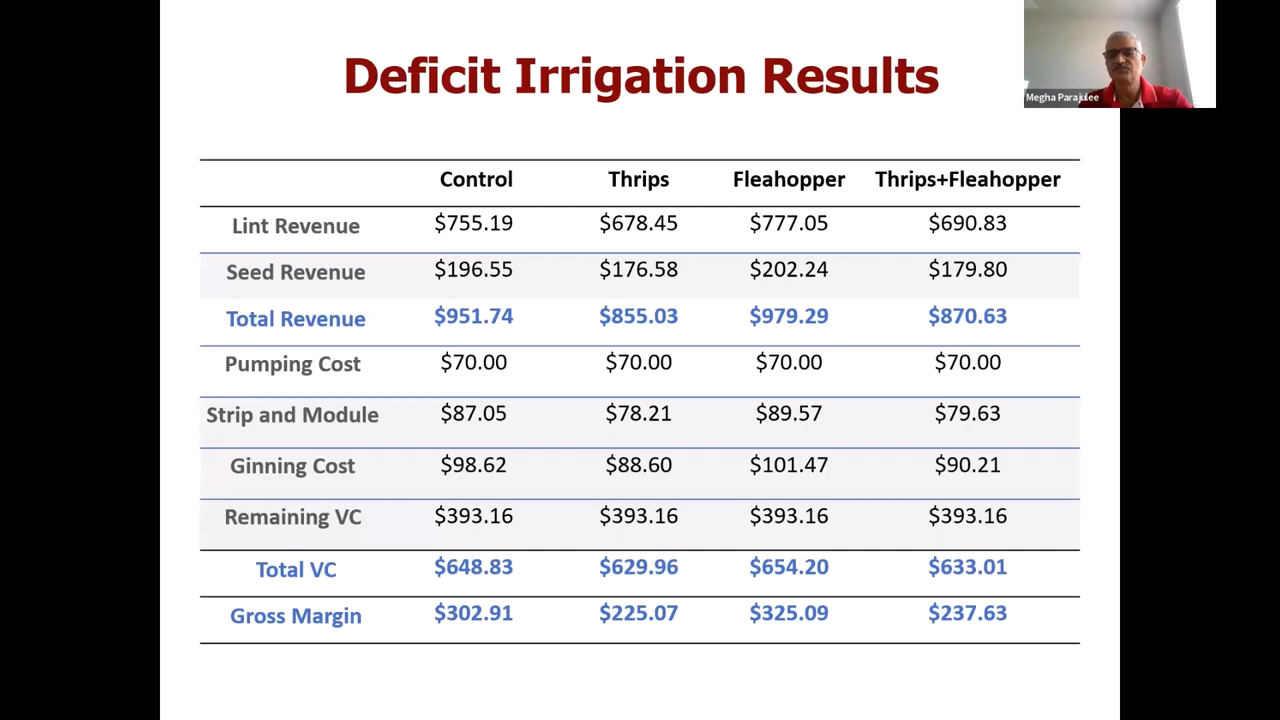 Deficit Irrigation Results
Megha Parajulee
Control Thrips Fleahopper Thrips+Fleahopper
Lint Revenue $755.19 $678.45 $777.05 $690.83
Seed Revenue $196.55 $176.58 $202.24 $179.80
Total Revenue $951.74 $855.03 $979.29 $870.63
Pumping Cost $70.00 $70.00 $70.00 $70.00
Strip and Module $87.05 $78.21 $89.57 $79.63
Ginning Cost $98.62 $88.60 $101.47 $90.21
Remaining VC $393.16 $393.16 $393.16 $393.16
Total VC $648.83 $629.96 $654.20 $633.01
Gross Margin $302.91 $225.07 $325.09 $237.63